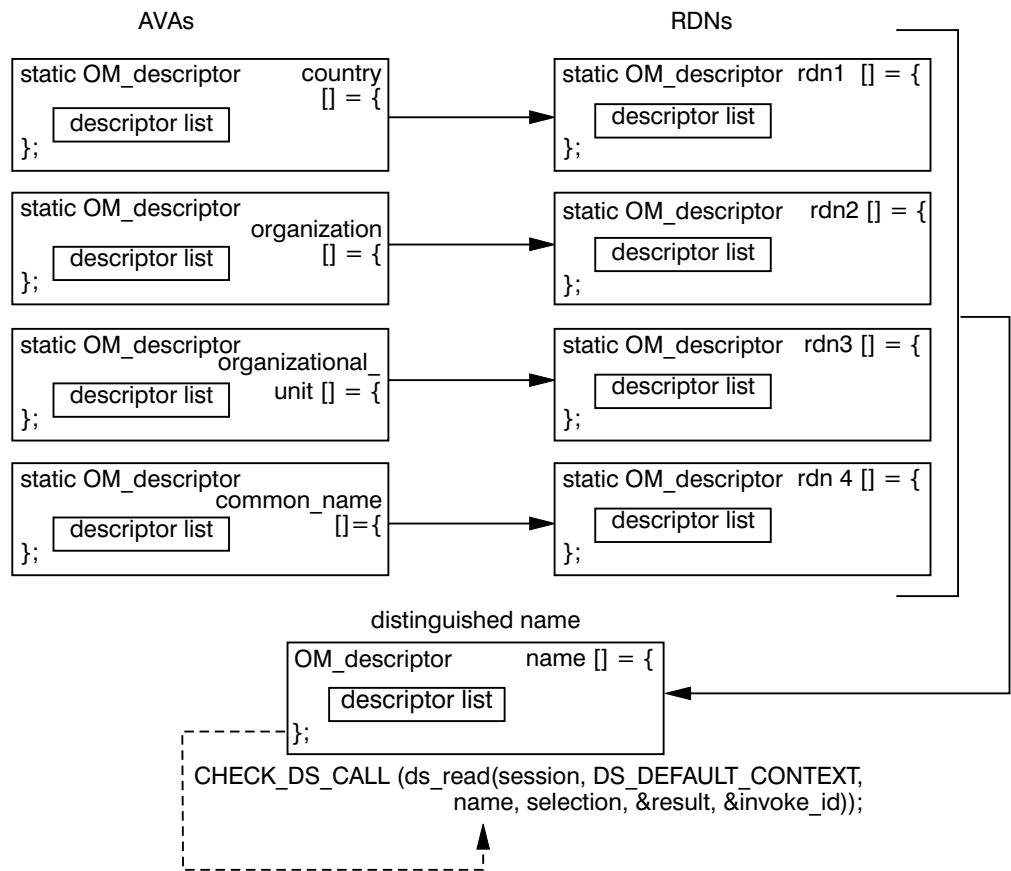 AVAs
RDNs
static OM_descriptor country
[] = {
descriptor list
};
static OM_descriptor rdn1 [] = {
descriptor list
};
static OM_descriptor
organization
[] = {
descriptor list
};
static OM_descriptor rdn2 [] = {
descriptor list
};
static OM_descriptor
organizational_
unit [] = {
descriptor list
};
static OM_descriptor rdn3 [] = {
descriptor list
};
static OM_descriptor
common_name
[]={
descriptor list
};
static OM_descriptor rdn 4 [] = {
descriptor list
};
distinguished name
OM_descriptor name [] = {
descriptor list
};
CHECK_DS_CALL (ds_read(session, DS_DEFAULT_CONTEXT,
name, selection, &result, &invoke_id));